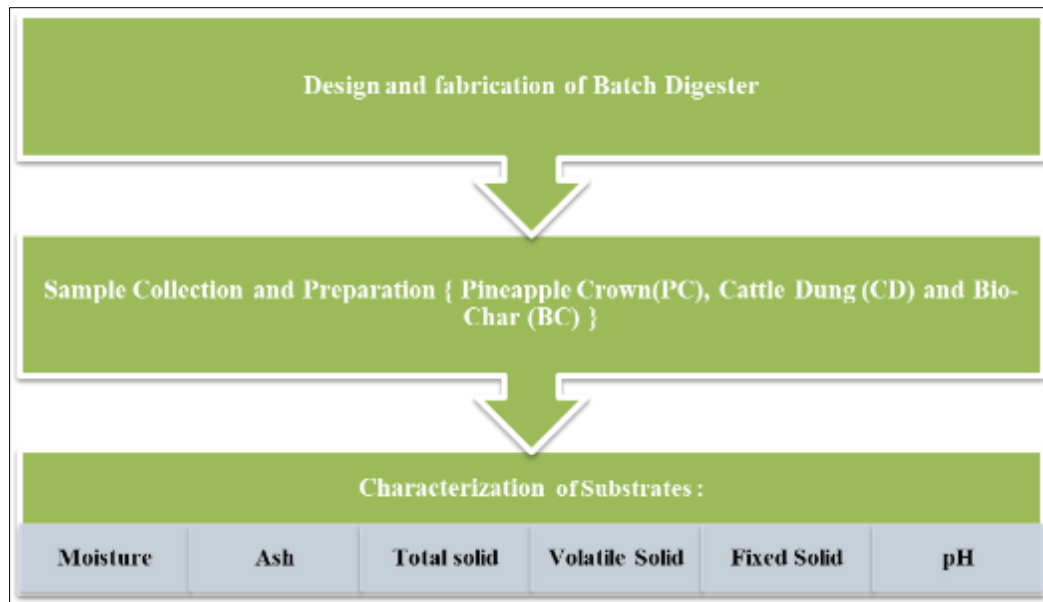 Design and fabrication of Batch Digester
Sample Collection and Preparation { Pineapple Crown(PC), Cattle Dung (CD) and Bio-
Char (BC) }
Characterization of Substrates :
Moisture Ash Total solid Volatile Solid Fixed Solid pH